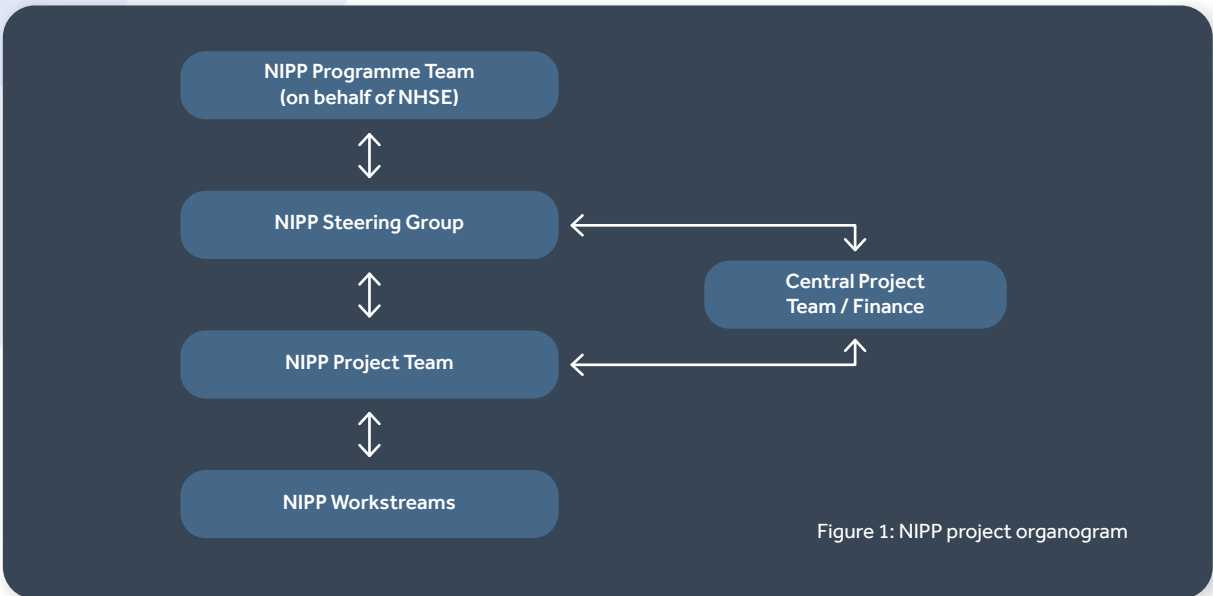 NIPP Programme Team
(on behalf of NHSE)
NIPP Steering Group
Central Project
Team / Finance
NIPP Project Team
NIPP Workstreams
Figure 1: NIPP project organogram